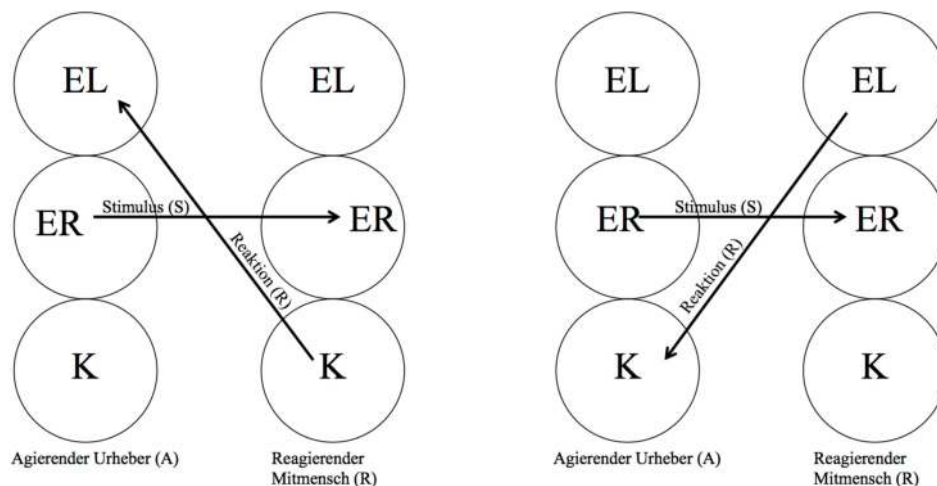 EL
EL
Stimulus (S)
ER
ER
Reaktion (R)
K
K
Agierender Urheber (A)
Reagierender
Mitmensch (R)
EL
EL
Stimulus (S)
ER
ER
Reaktion (R)
K
K
Agierender Urheber (A)
Reagierender
Mitmensch (R)